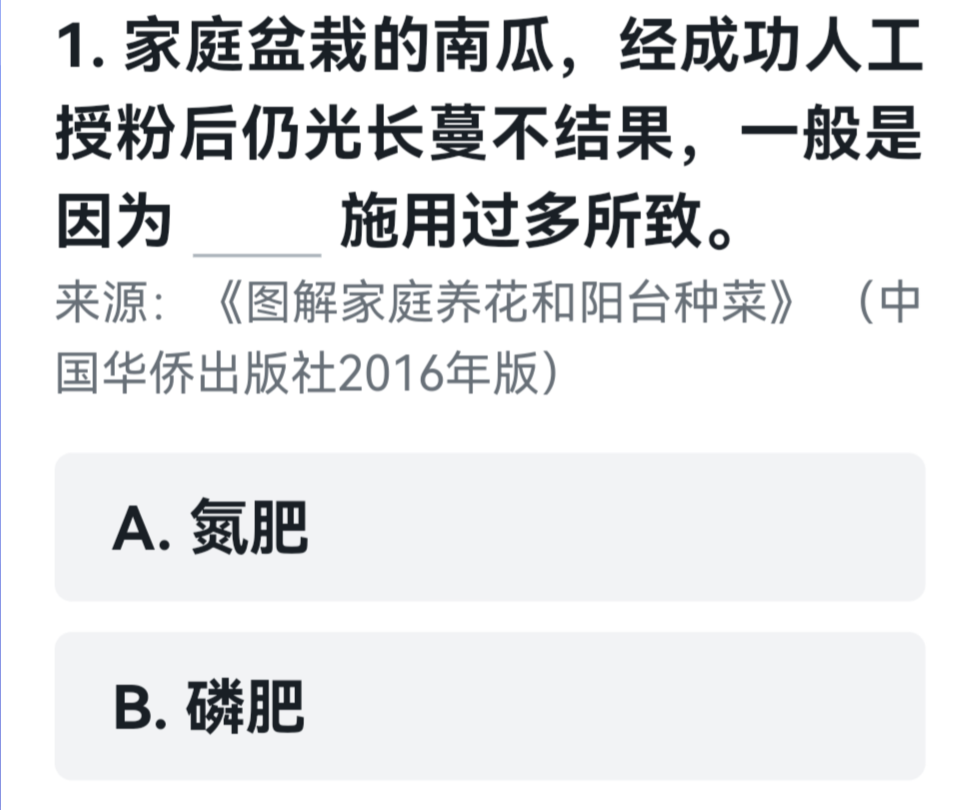 1. 家庭盆栽的南瓜，经成功人工
授粉后仍光长蔓不结果，一般是
因为 _____ 施用过多所致。
来源：《图解家庭养花和阳台种菜》（中
国华侨出版社2016年版）
A. 氮肥
B. 磷肥